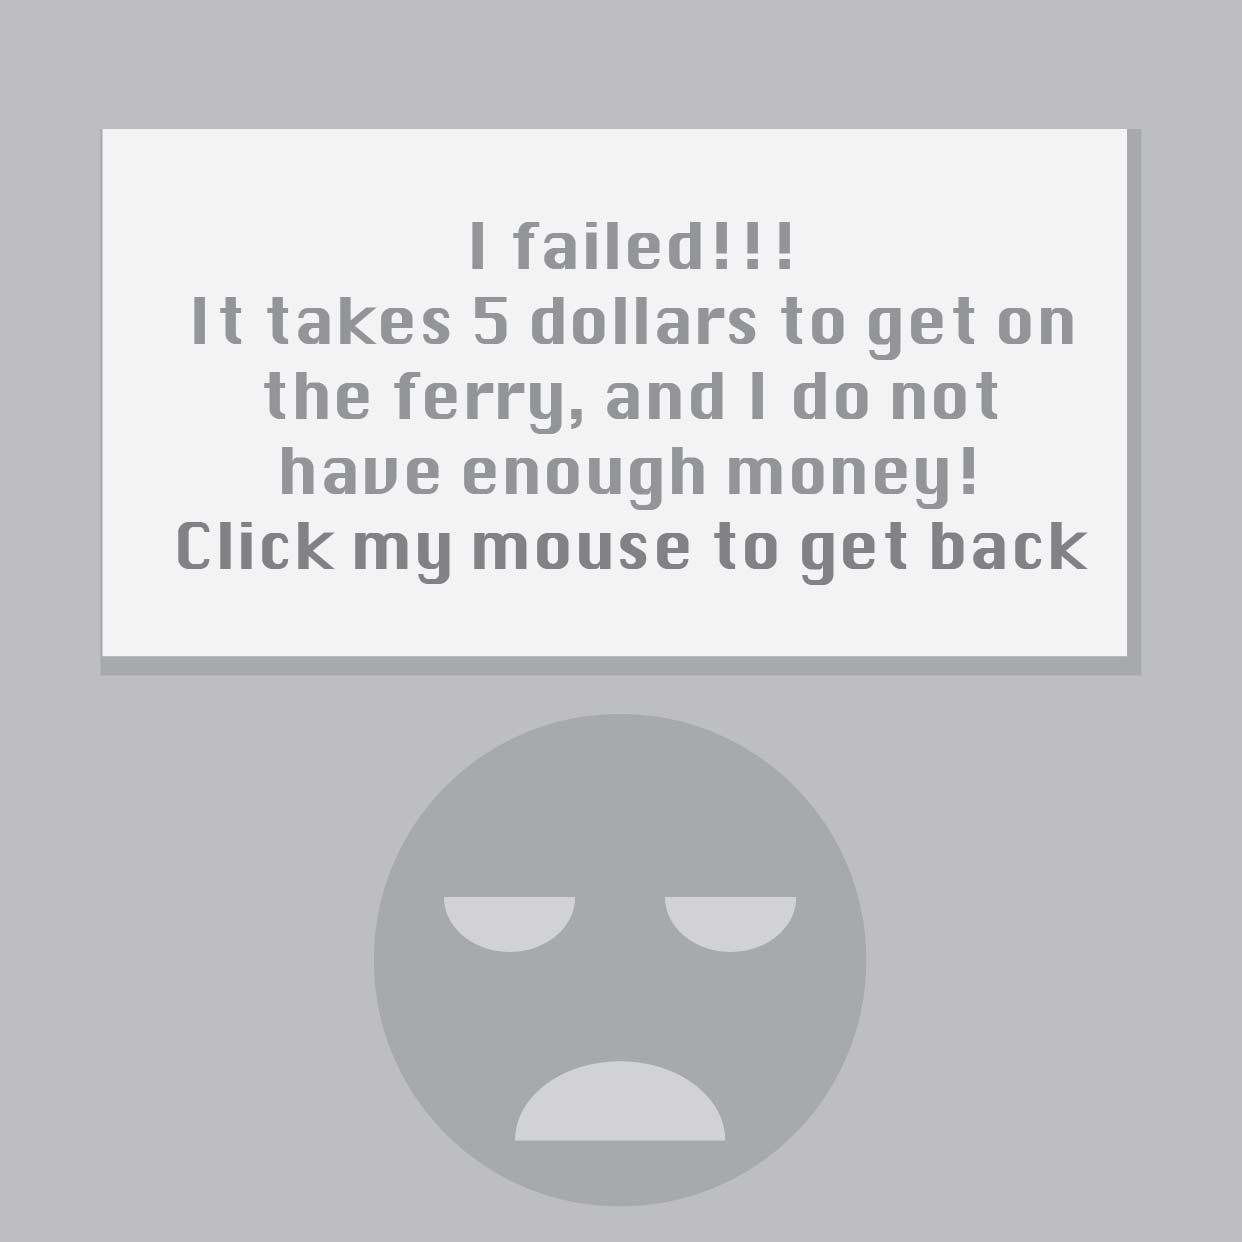 I failed!!!
It takes 5 dollars to get on
the ferry, and I do not
have enough money!
Click my mouse to get back